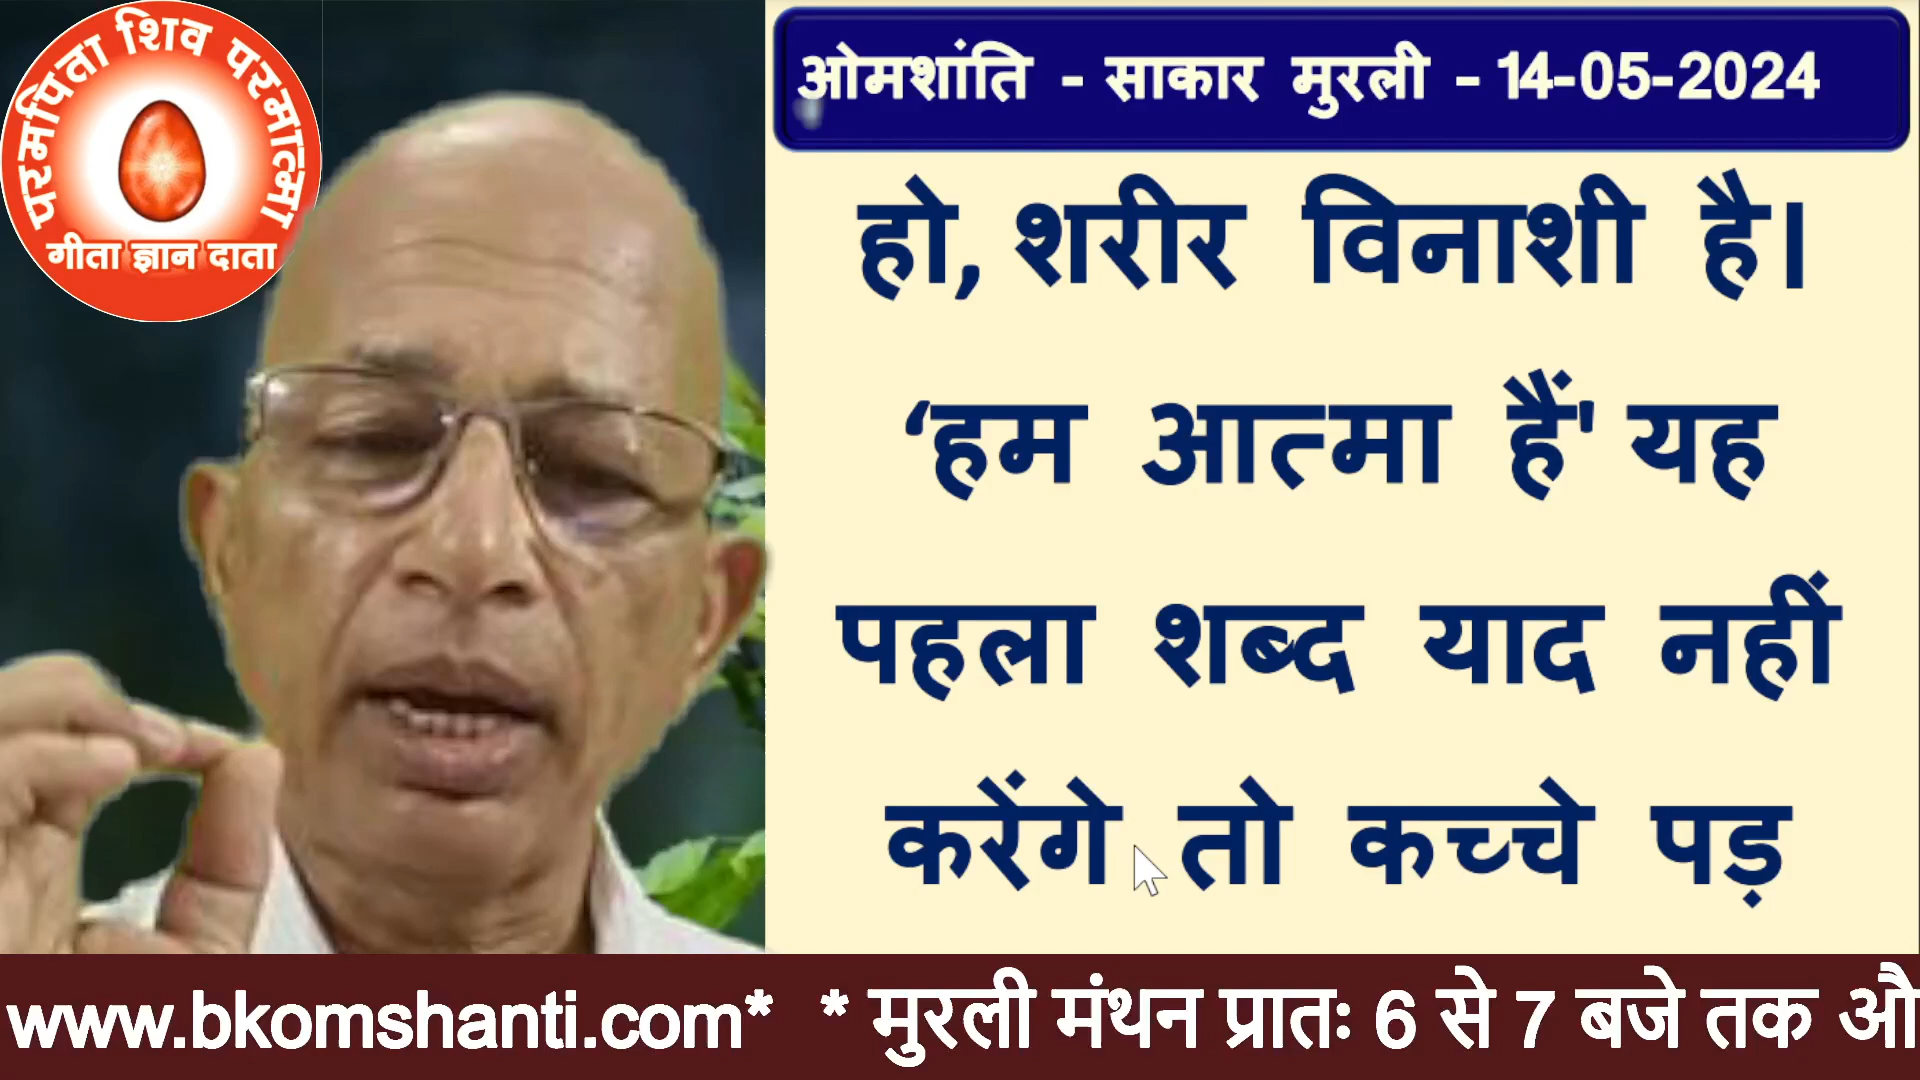 परमपिता शिव परमात्मा
गीता ज्ञान दाता
ओमशांति - साकार मुरली - 14-05-2024
हो, शरीर विनाशी है।
‘हम आत्मा हैं' यह
पहला शब्द याद नहीं
करेंगे तो कच्चे पड़
www.bkomshanti.com* * मुरली मंथन प्रातः 6 से 7 बजे तक औ